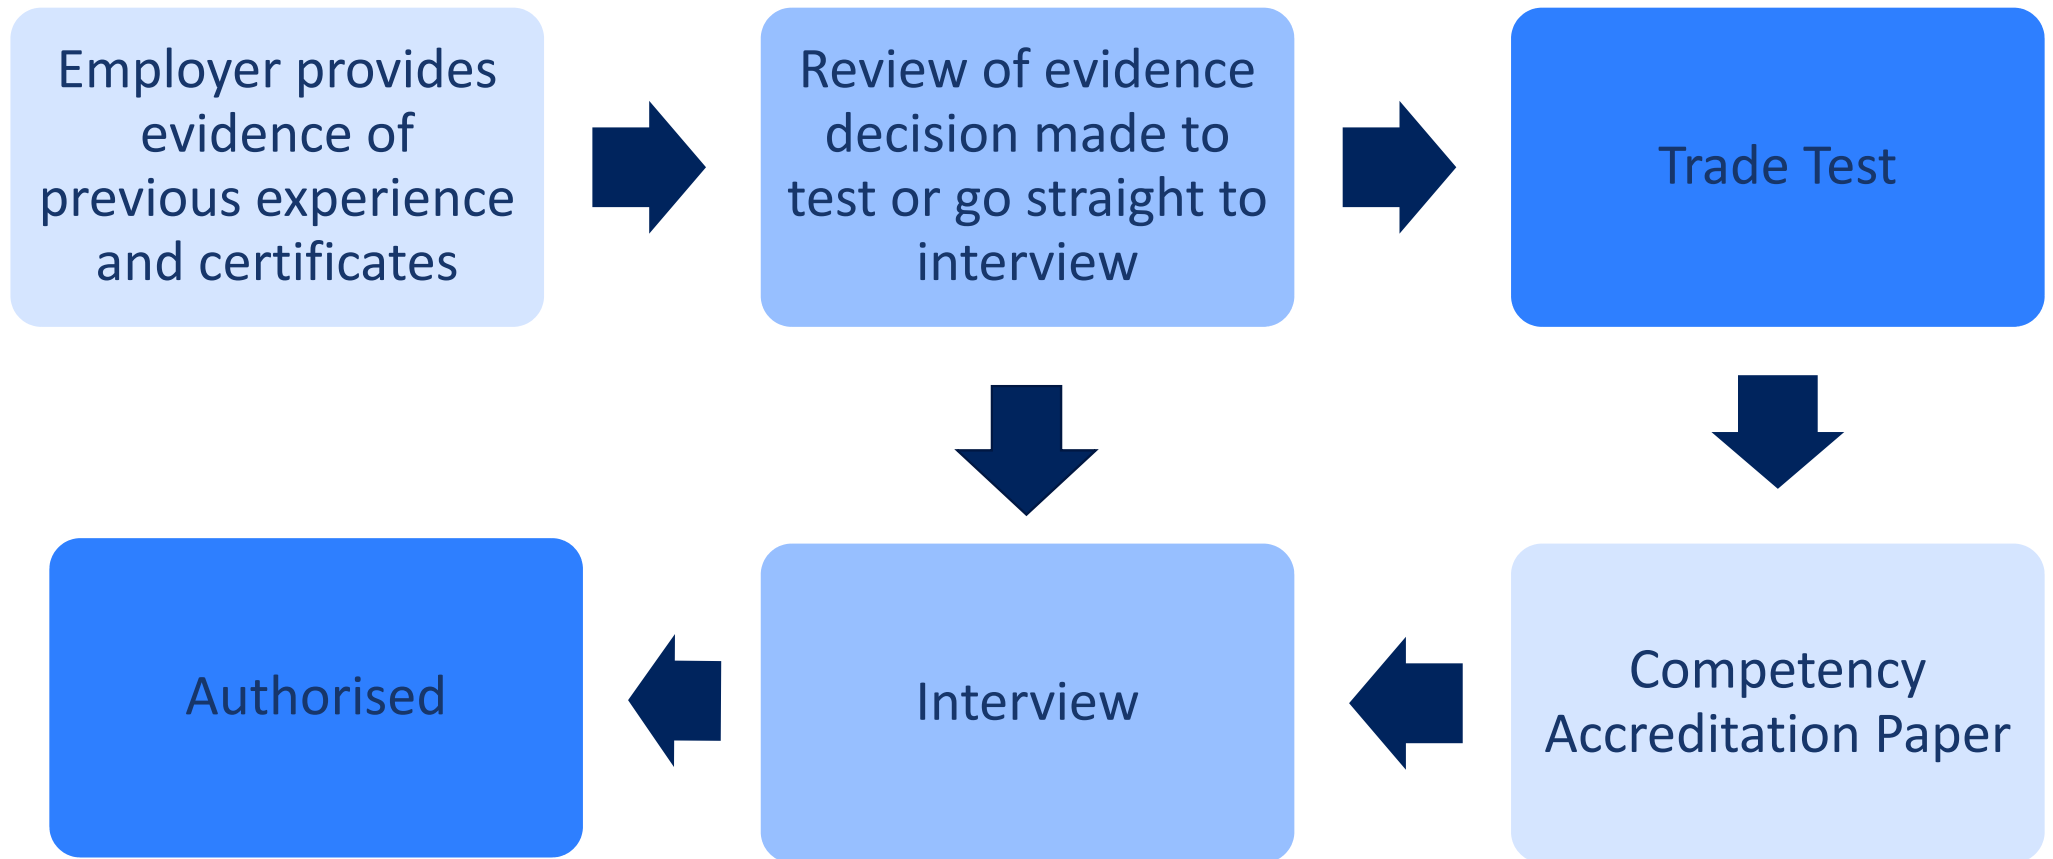 Employer provides
evidence of
previous experience
and certificates
Review of evidence
decision made to
test or go straight to
interview
Trade Test
Authorised
Interview
Competency
Accreditation Paper